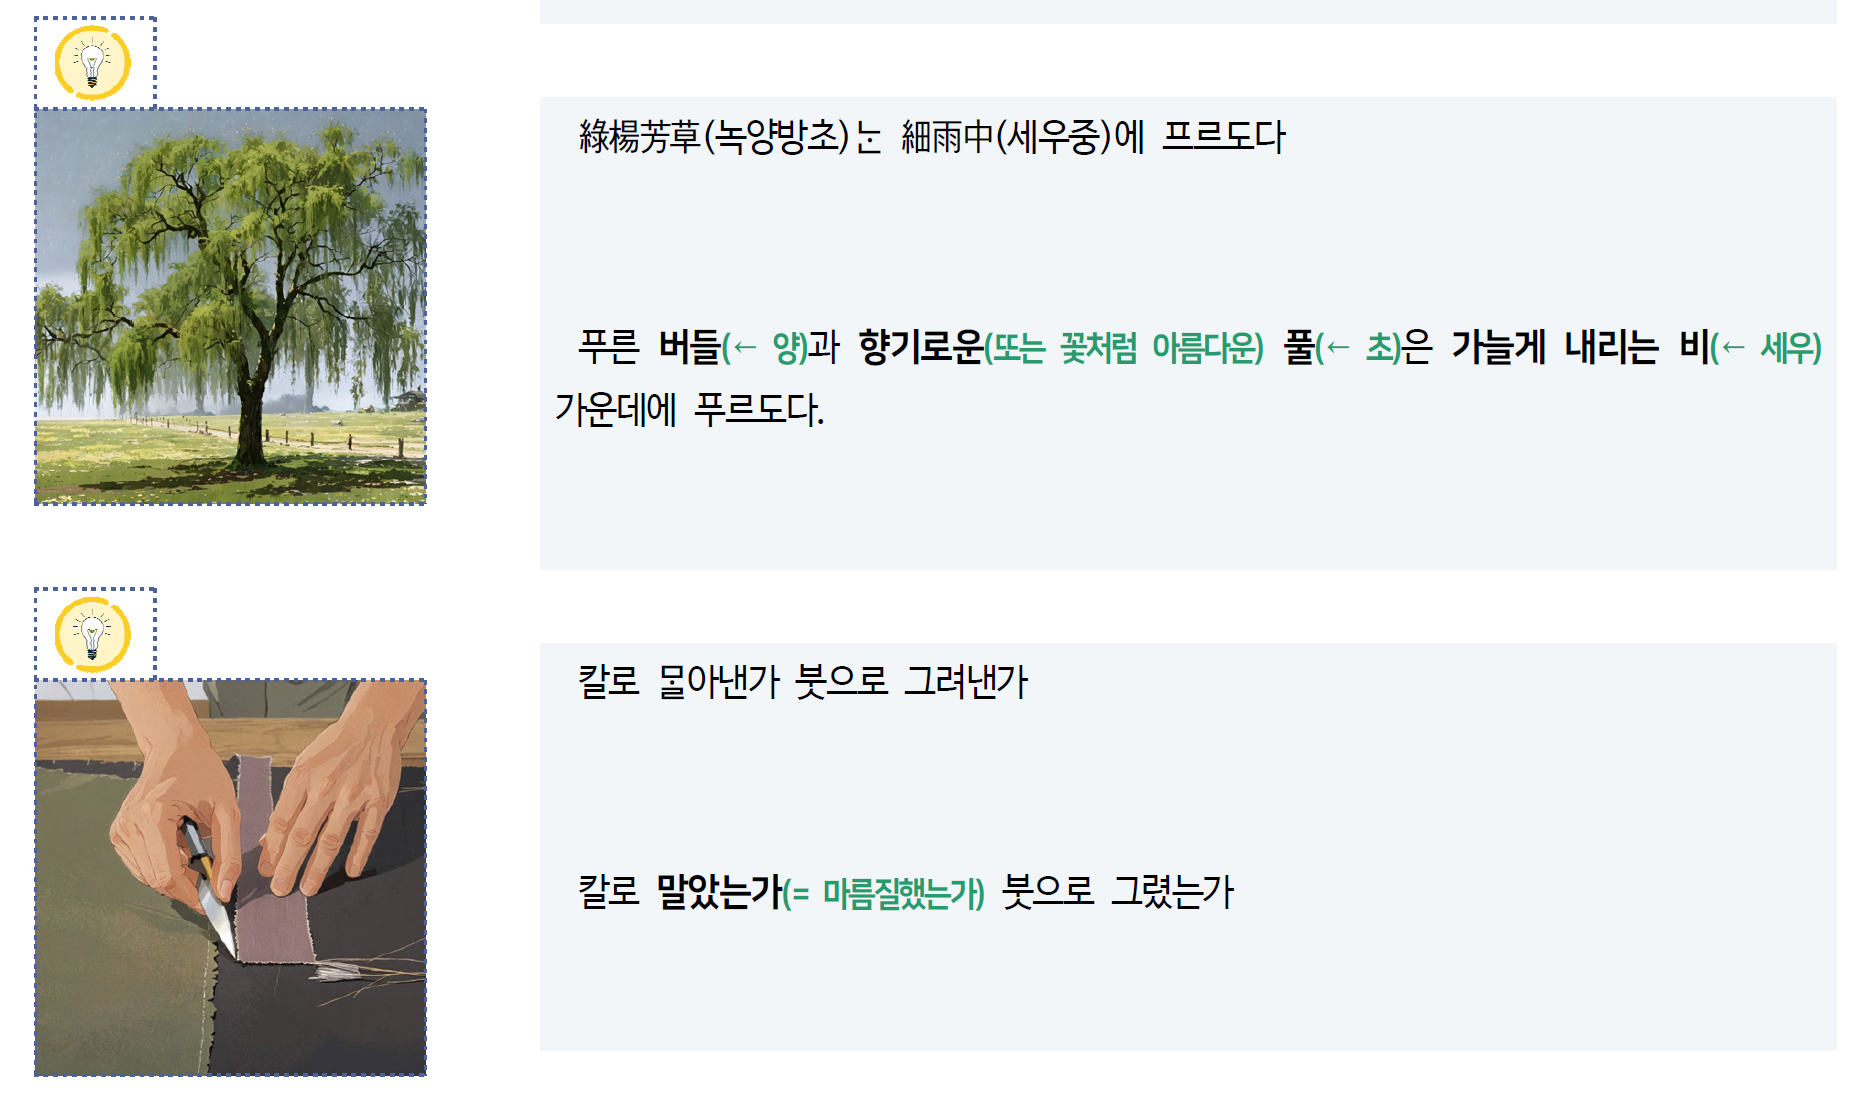 綠楊芳草(녹양방초)ᄂᆞᆫ 細雨中(세우중)에 프르도다
푸른 버들(← 양)과 향기로운(또는 꽃처럼 아름다운) 풀(← 초)은 가늘게 내리는 비(← 세우)
가운데에 푸르도다.
칼로 ᄆᆞᆯ아낸가 붓으로 그려낸가
칼로 말았는가(= 마름질했는가) 붓으로 그렸는가